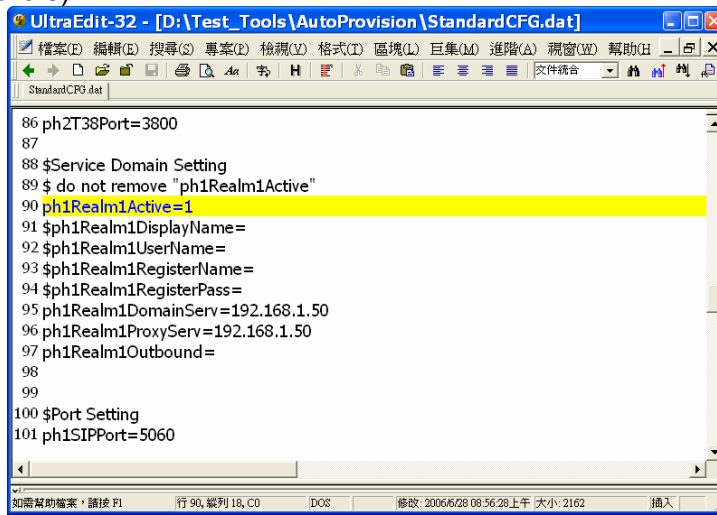 UltraEdit-32 - [D:\Test_Tools\AutoProvision\StandardCFG.dat]
檔案(F) 編輯(E) 搜尋(S) 專案(P) 檢視(V) 格式(T) 區塊(L) 巨集(M) 進階(A) 視窗(W) 幫助(H
文件統合
StandardCFG.dat
86 ph2T38Port=3800
87
88 $Service Domain Setting
89 $ do not remove "ph1Realm1Active"
90 ph1Realm1Active=1
91 $ph1Realm1DisplayName=
92 $ph1Realm1UserName=
93 $ph1Realm1RegisterName=
94 $ph1Realm1RegisterPass=
95 ph1Realm1DomainServ=192.168.1.50
96 ph1Realm1ProxyServ=192.168.1.50
97 ph1Realm1Outbound=
98
99
100 $Port Setting
101 ph1SIPPort=5060
如需幫助檔案，請按 F1 行 90, 縱列 18, C0 DOS 修改: 2006/6/28 08:56:28上午 大小: 2162 插入